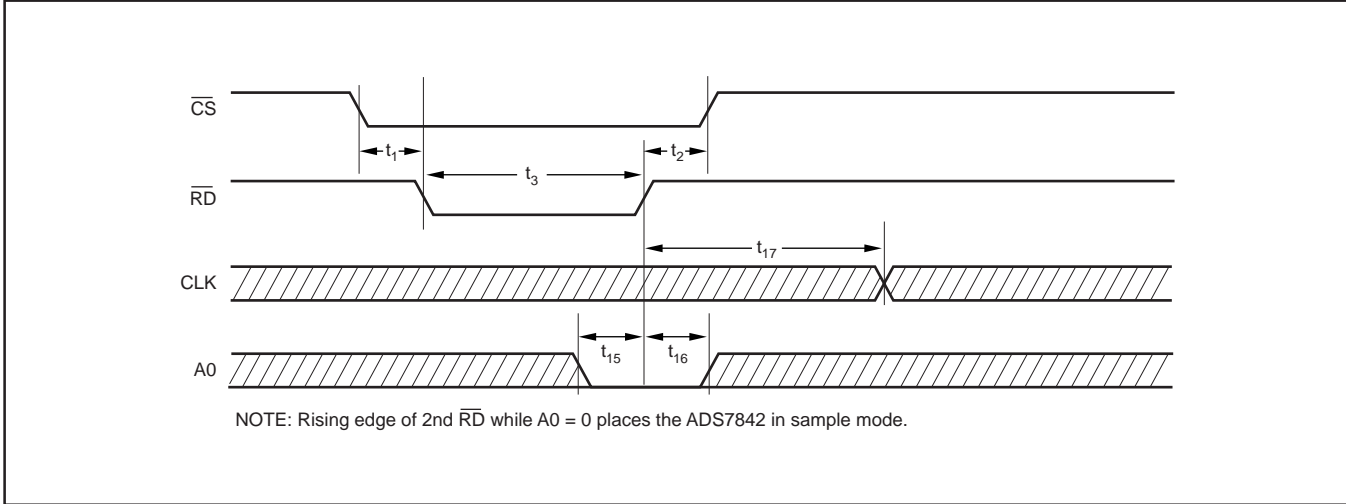 CS
t1
t2
t3
RD
t17
CLK
t15
t16
A0
NOTE: Rising edge of 2nd RD while A0 = 0 places the ADS7842 in sample mode.